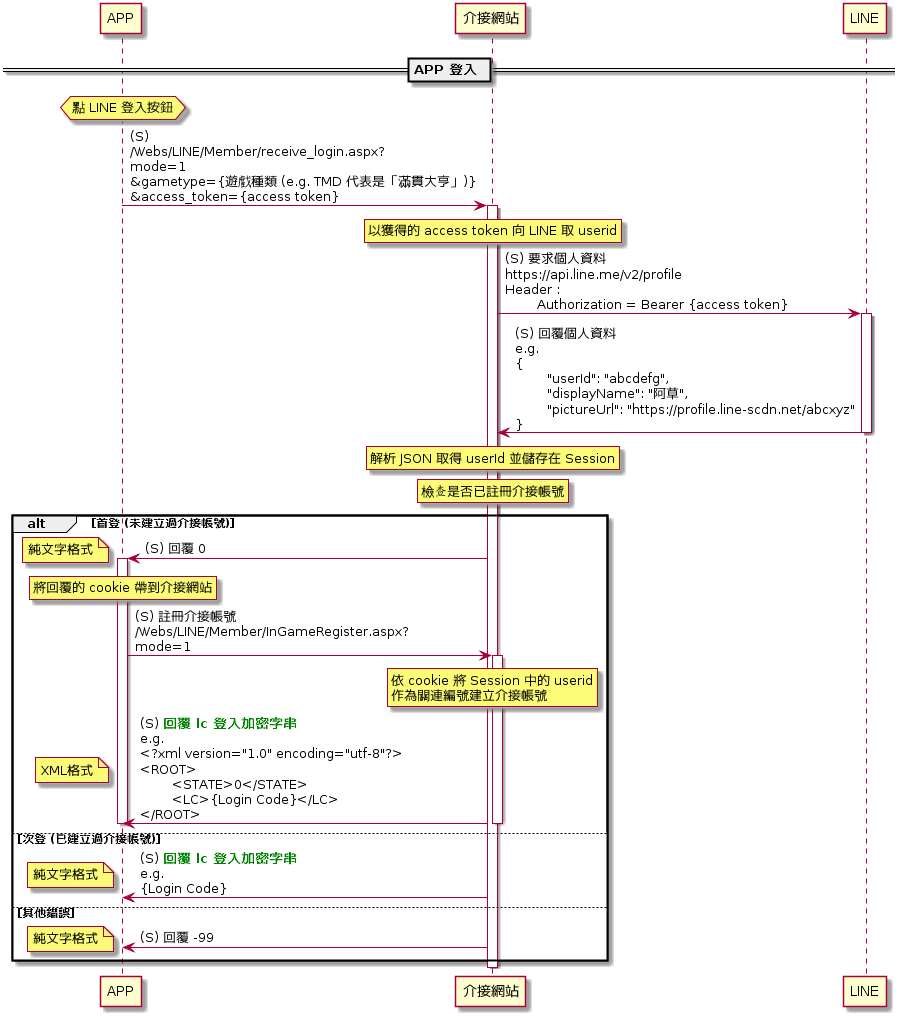 APP
介接網站
LINE
APP 登入
點 LINE 登入按鈕
(S)
/Webs/LINE/Member/receive_login.aspx?
mode=1
&gametype={遊戲種類 (e.g. TMD 代表是「滿貫大亨」)}
&access_token={access token}
以獲得的 access token 向 LINE 取 userid
(S) 要求個人資料
https://api.line.me/v2/profile
Header :
Authorization = Bearer {access token}
(S) 回覆個人資料
e.g.
{
"userId": "abcdefg",
"displayName": "阿草",
"pictureUrl": "https://profile.line-scdn.net/abcxyz"
}
解析 JSON 取得 userId 並儲存在 Session
檢查是否已註冊介接帳號
alt
[首登 (未建立過介接帳號)]
純文字格式
(S) 回覆 0
將回覆的 cookie 帶到介接網站
(S) 註冊介接帳號
/Webs/LINE/Member/InGameRegister.aspx?
mode=1
依 cookie 將 Session 中的 userid
作為關連編號建立介接帳號
(S) 回覆 lc 登入加密字串
e.g.
<?xml version="1.0" encoding="utf-8"?>
XML格式
<ROOT>
<STATE>0</STATE>
<LC>{Login Code}</LC>
</ROOT>
[次登 (已建立過介接帳號)]
(S) 回覆 lc 登入加密字串
純文字格式
e.g.
{Login Code}
[其他錯誤]
純文字格式
(S) 回覆 -99
APP
介接網站
LINE